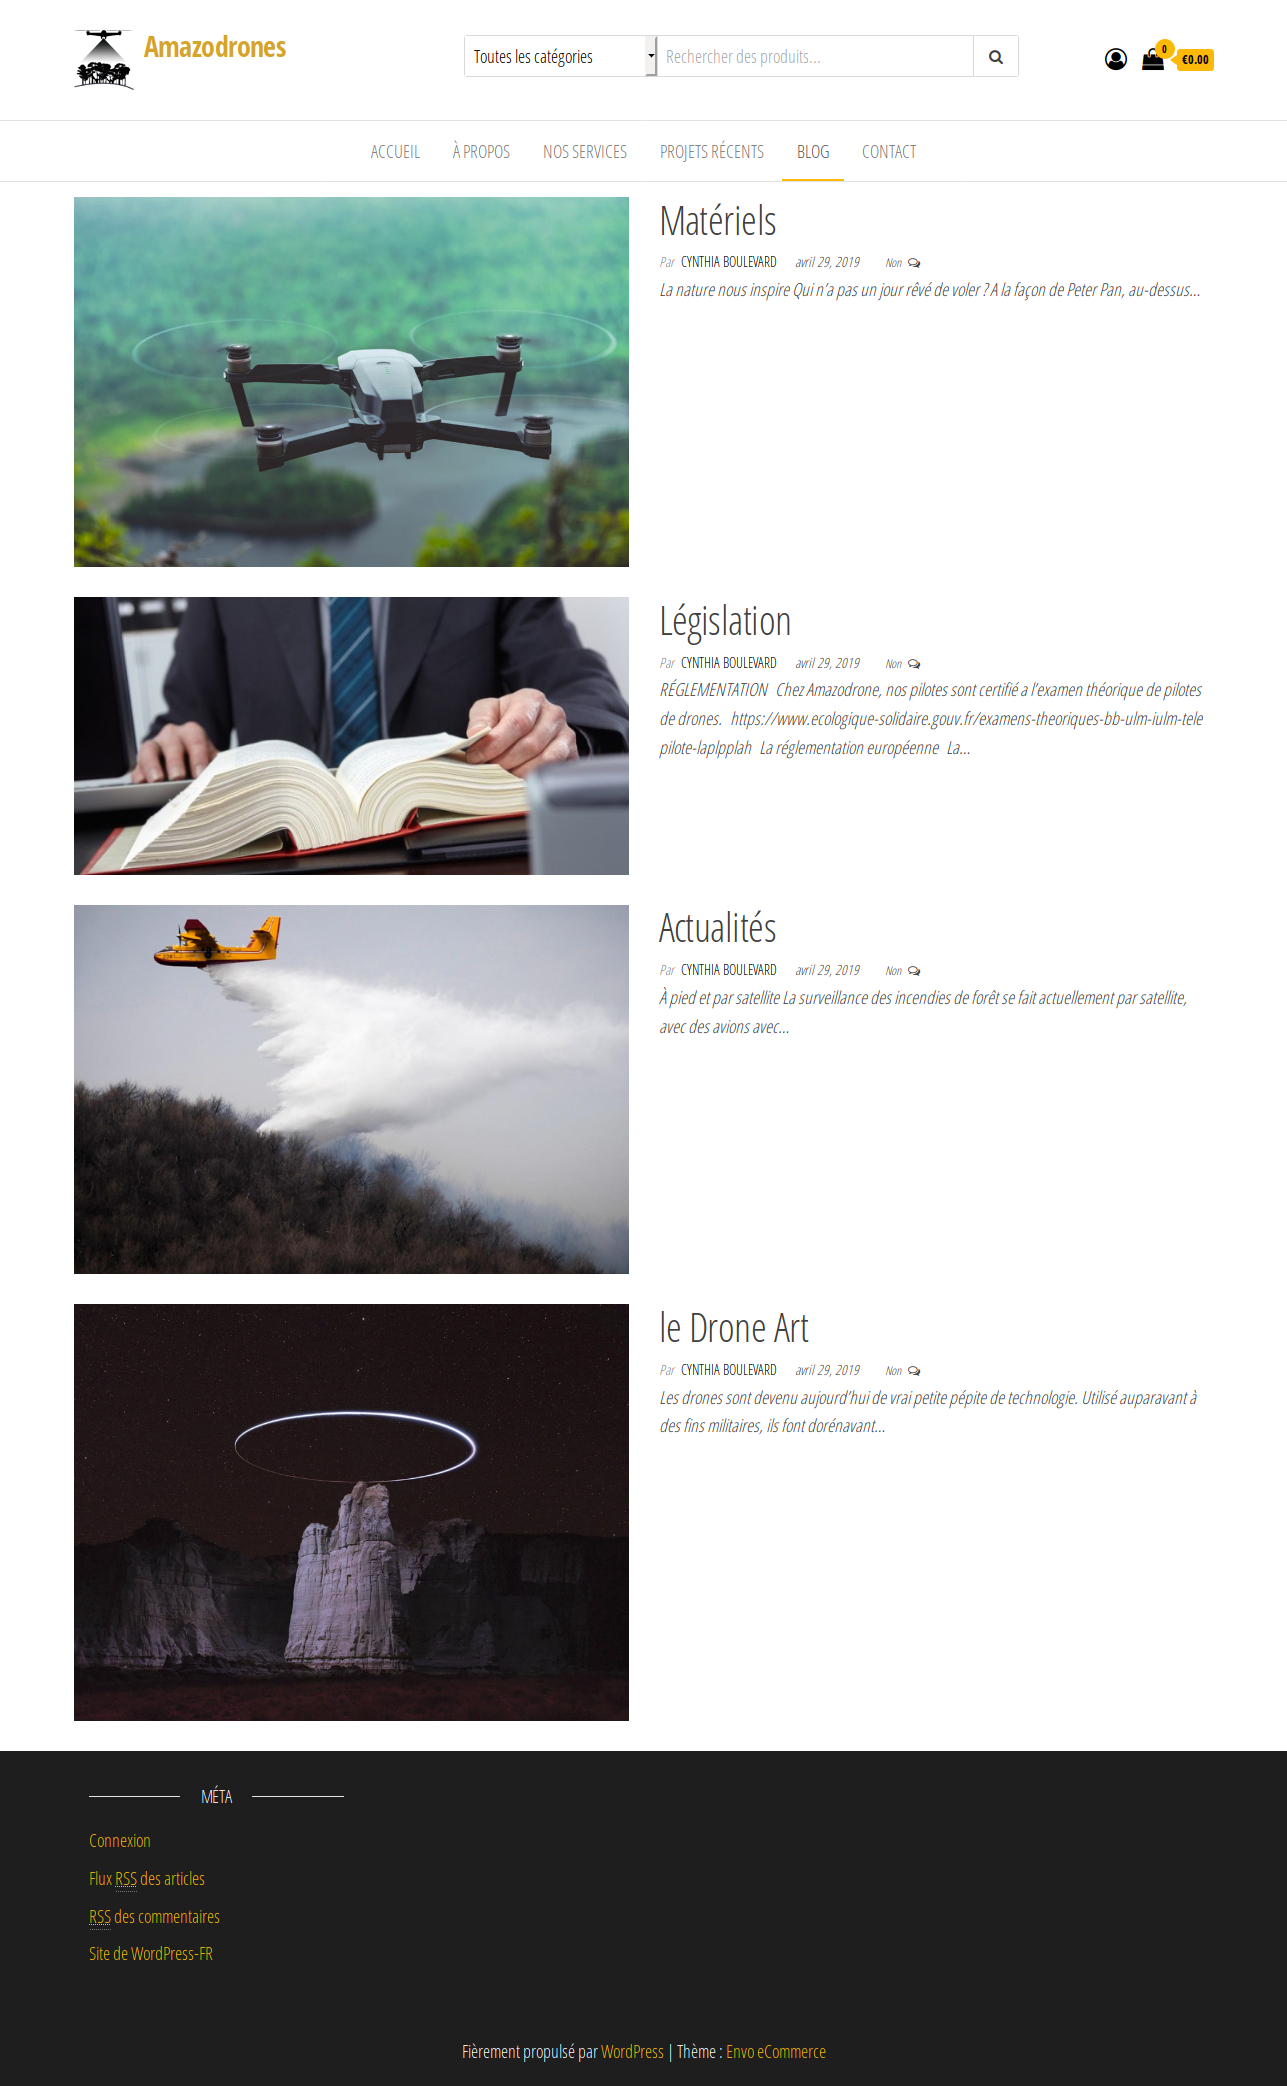 Amazodrones
Toutes les catégories
Rechercher des produits...
0
€0.00
ACCUEIL
À PROPOS
NOS SERVICES
PROJETS RÉCENTS
BLOG
CONTACT
Matériels
Par CYNTHIA BOULEVARD avril 29, 2019 Non
La nature nous inspire Qui n’a pas un jour rêvé de voler ? A la façon de Peter Pan, au-dessus…
Législation
Par CYNTHIA BOULEVARD avril 29, 2019 Non
RÉGLEMENTATION Chez Amazodrone, nos pilotes sont certifié a l’examen théorique de pilotes
de drones. https://www.ecologique-solidaire.gouv.fr/examens-theoriques-bb-ulm-iulm-tele
pilote-laplpplah La réglementation européenne La…
Actualités
Par CYNTHIA BOULEVARD avril 29, 2019 Non
À pied et par satellite La surveillance des incendies de forêt se fait actuellement par satellite,
avec des avions avec…
le Drone Art
Par CYNTHIA BOULEVARD avril 29, 2019 Non
Les drones sont devenu aujourd’hui de vrai petite pépite de technologie. Utilisé auparavant à
des fins militaires, ils font dorénavant…
MÉTA
Connexion
Flux RSS des articles
RSS des commentaires
Site de WordPress-FR
Fièrement propulsé par WordPress | Thème : Envo eCommerce